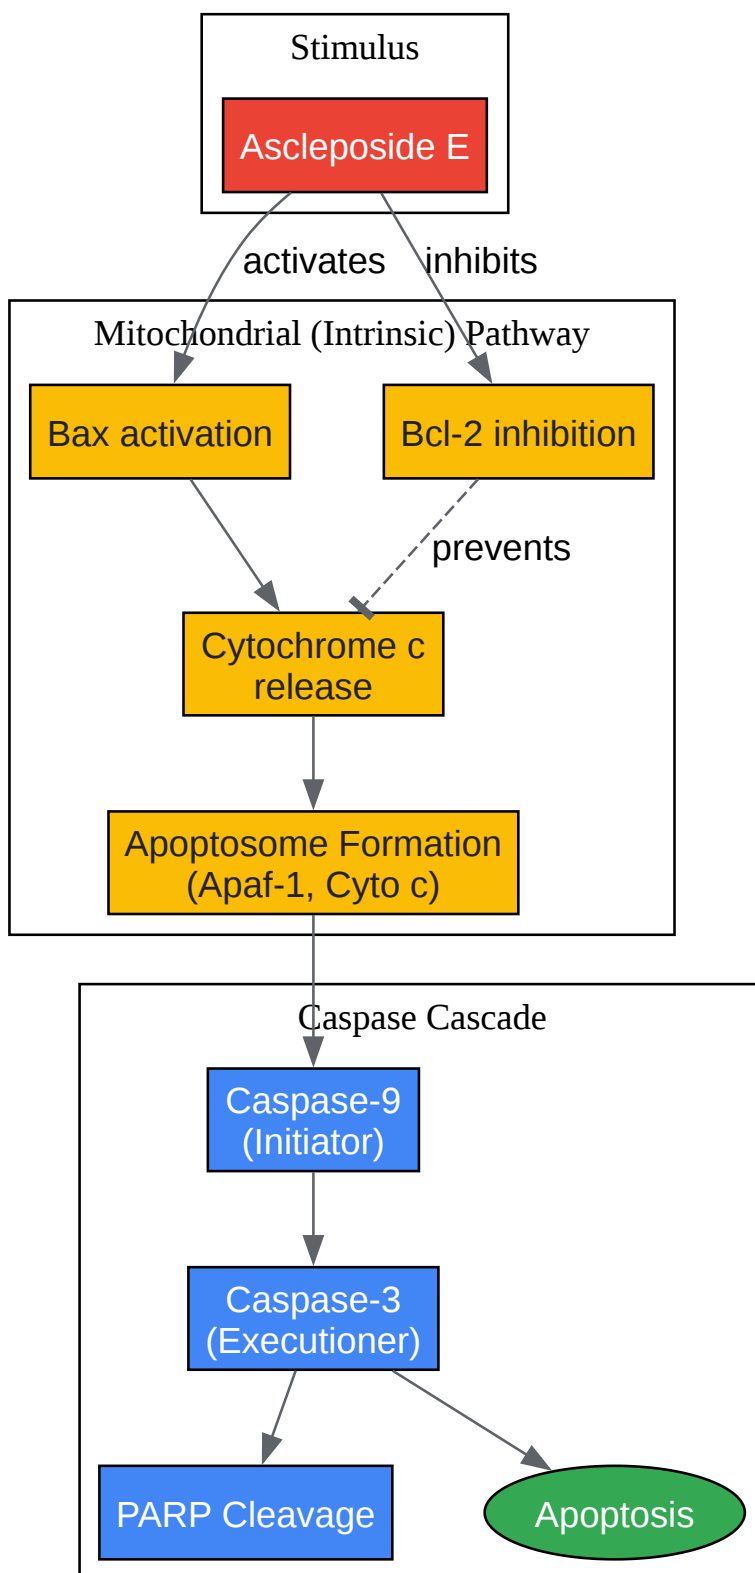 Stimulus
Ascleposide E
activates
inhibits
Mitochondrial (Intrinsic) Pathway
Bax activation
Bcl-2 inhibition
prevents
Cytochrome c
release
Apoptosome Formation
(Apaf-1, Cyto c)
Caspase Cascade
Caspase-9
(Initiator)
Caspase-3
(Executioner)
PARP Cleavage
Apoptosis